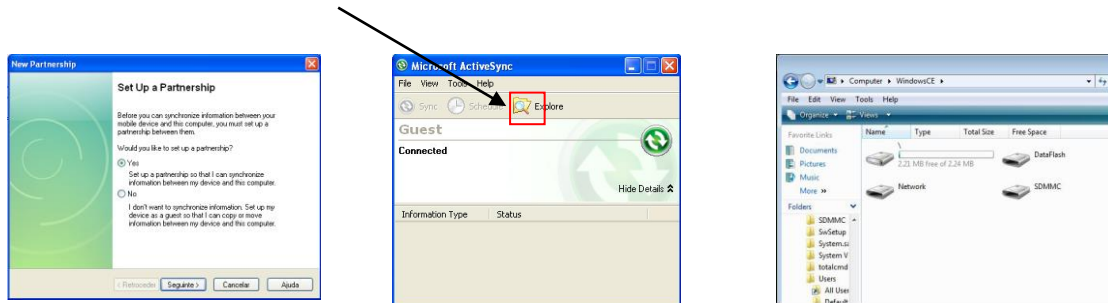 New Partnership
Set Up a Partnership
Before you can synchronize information between your
mobile device and this computer, you must set up a
partnership between them.
Would you like to set up a partnership?
Yes
Set up a partnership so that I can synchronize
information between my device and this computer.
No
I don't want to synchronize information. Set up my
device as a guest so that I can copy or move
information between my device and this computer.
< Retroceder Seguinte > Cancelar Ajuda
Microsoft ActiveSync
File View Tools Help
Sync Schedule Explore
Guest
Connected
Hide Details
Information Type Status
Computer WindowsCE
File Edit View Tools Help
Organize Views
Favorite Links
Documents
Pictures
Music
More »
Folders
SDMMC
SwSetup
System.sa
System V
totalcmd
Users
All User
Default
Name Type Total Size Free Space
\
2.21 MB free of 2.24 MB
DataFlash
Network
SDMMC